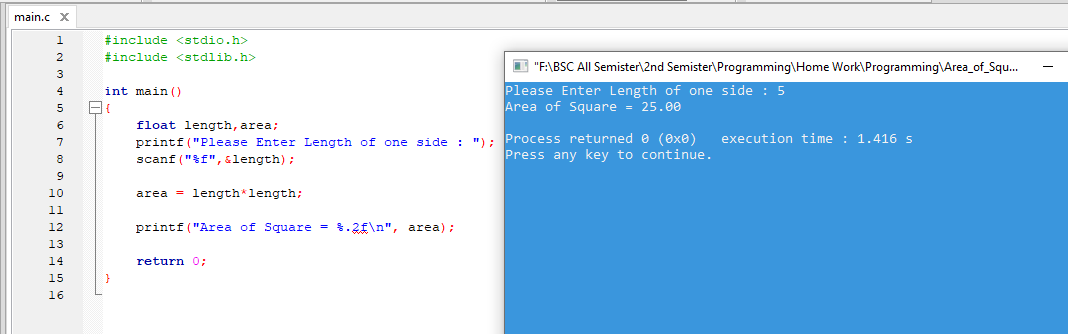 main.c X
1 #include <stdio.h>
2 #include <stdlib.h>
3
4 int main()
5 {
6 float length,area;
7 printf("Please Enter Length of one side : ");
8 scanf("%f",&length);
9
10 area = length*length;
11
12 printf("Area of Square = %.2f\n", area);
13
14 return 0;
15 }
16
"F:\BSC All Semister\2nd Semister\Programming\Home Work\Programming\Area_of_Squ...
Please Enter Length of one side : 5
Area of Square = 25.00
Process returned 0 (0x0) execution time : 1.416 s
Press any key to continue.